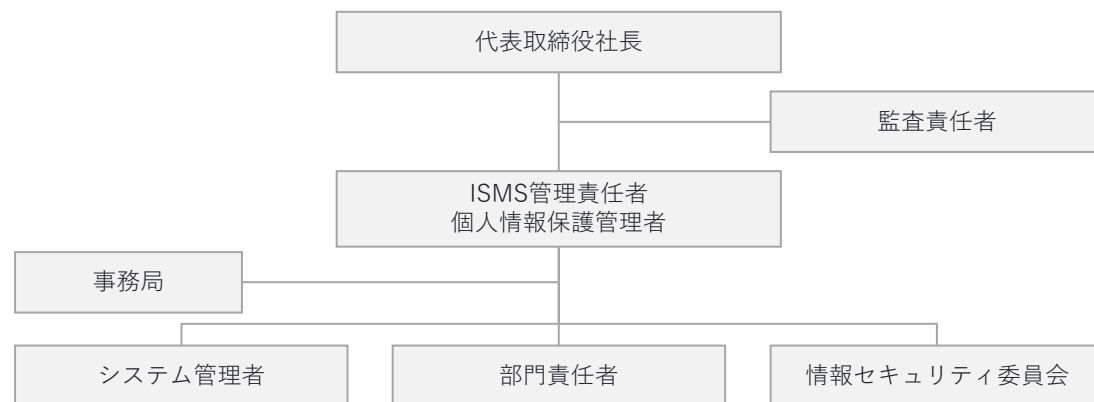 代表取締役社長
監査責任者
ISMS管理責任者
個人情報保護管理者
事務局
システム管理者
部門責任者
情報セキュリティ委員会